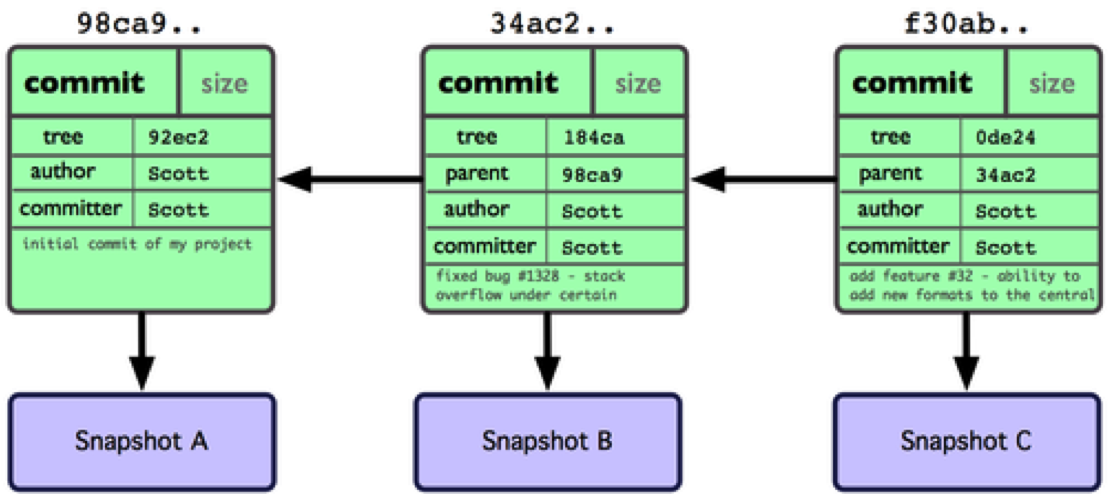 98ca9..
commit size
tree 92ec2
author Scott
committer Scott
initial commit of my project
Snapshot A
34ac2..
commit size
tree 184ca
parent 98ca9
author Scott
committer Scott
fixed bug #1328 - stack
overflow under certain
Snapshot B
f30ab..
commit size
tree 0de24
parent 34ac2
author Scott
committer Scott
add feature #32 - ability to
add new formats to the central
Snapshot C